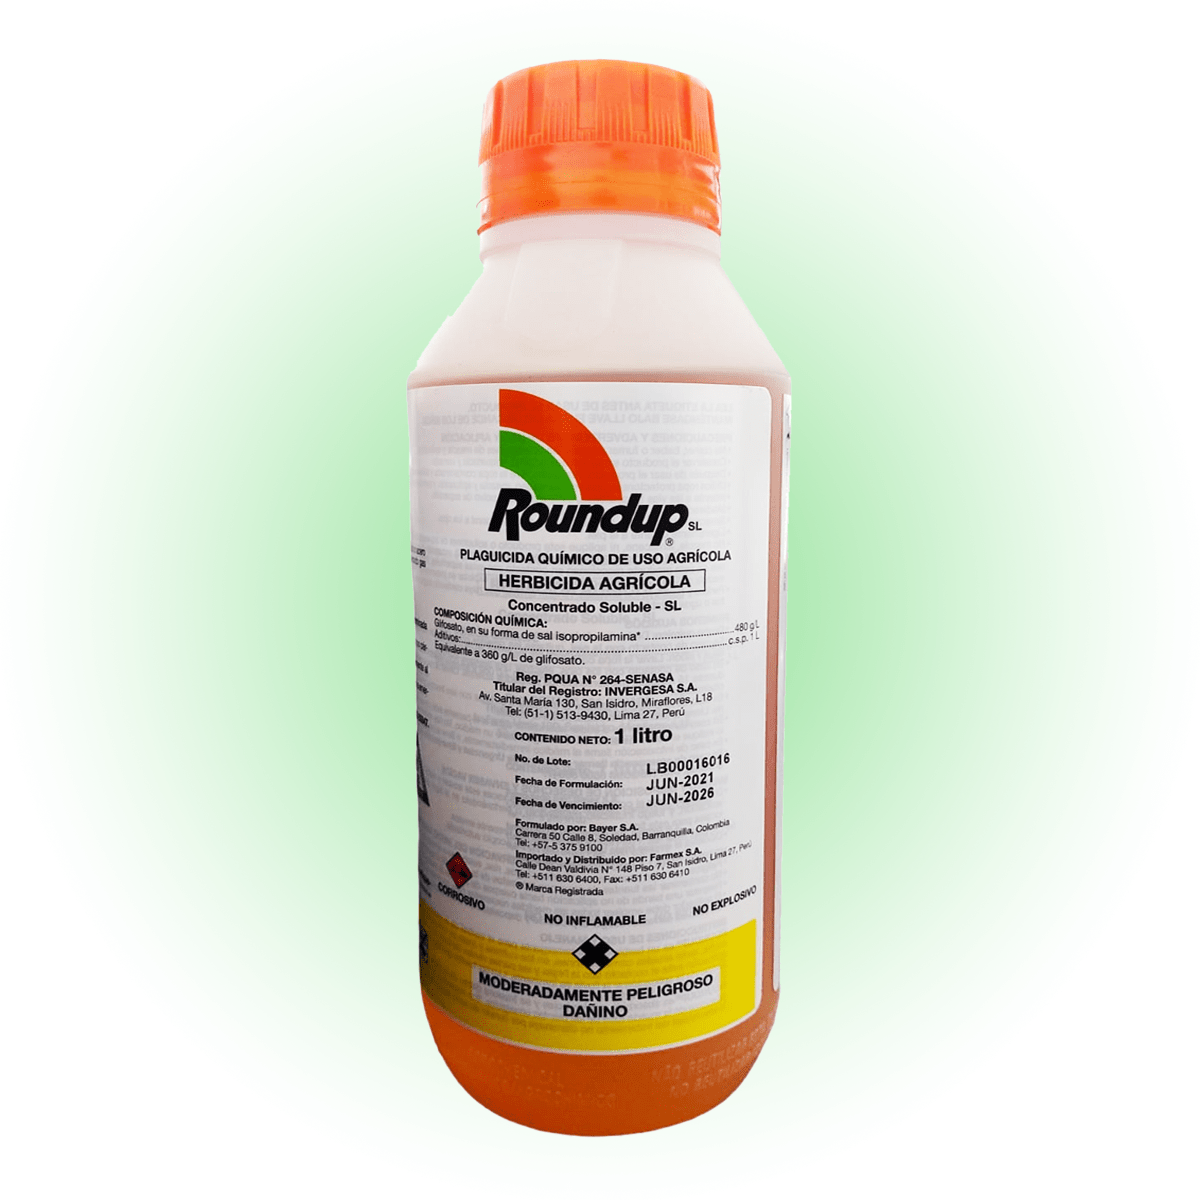 Roundup SL
®
PLAGUICIDA QUÍMICO DE USO AGRÍCOLA
HERBICIDA AGRÍCOLA
Concentrado Soluble - SL
COMPOSICIÓN QUÍMICA:
Glifosato, en su forma de sal isopropilamina* ........................ 480 g/L
Aditivos:........................................................................ c.s.p. 1 L
Equivalente a 360 g/L de glifosato.
Reg. PQUA N° 264-SENASA
Titular del Registro: INVERGESA S.A.
Av. Santa María 130, San Isidro, Miraflores, L18
Tel: (51-1) 513-9430, Lima 27, Perú
CONTENIDO NETO: 1 litro
No. de Lote: LB00016016
Fecha de Formulación: JUN-2021
Fecha de Vencimiento: JUN-2026
Formulado por: Bayer S.A.
Carrera 50 Calle 8, Soledad, Barranquilla, Colombia
Tel: +57-5 375 9100
Importado y Distribuido por: Farmex S.A.
Calle Dean Valdivia N° 148 Piso 7, San Isidro, Lima 27, Perú
Tel: +511 630 6400, Fax: +511 630 6410
® Marca Registrada
CORROSIVO
NO INFLAMABLE
NO EXPLOSIVO
MODERADAMENTE PELIGROSO
DAÑINO
NÃO REUTILIZAR
NO REUTILIZAR